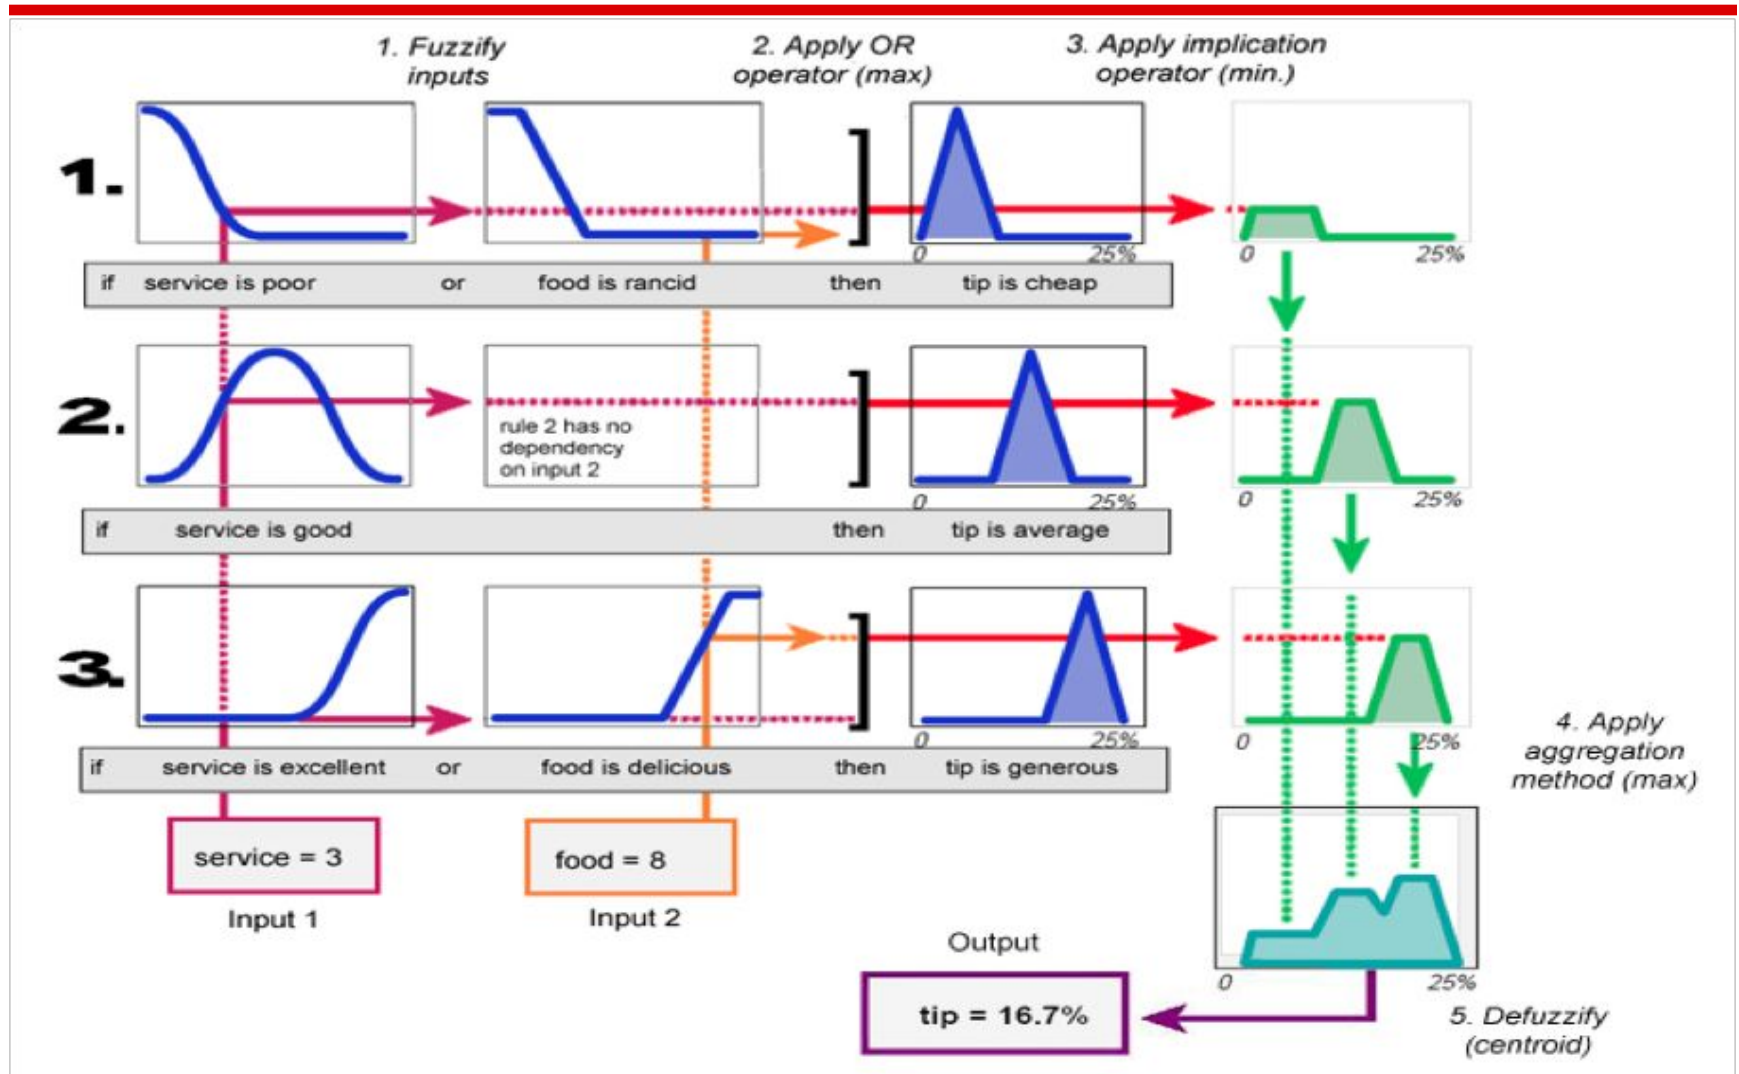 1. Fuzzify
inputs
2. Apply OR
operator (max)
3. Apply implication
operator (min.)
1.
0 25%
0 25%
if service is poor or food is rancid then tip is cheap
2.
rule 2 has no
dependency
on input 2
0 25%
0 25%
if service is good then tip is average
3.
0 25%
0 25%
if service is excellent or food is delicious then tip is generous
4. Apply
aggregation
method (max)
service = 3
food = 8
Input 1
Input 2
0 25%
Output
tip = 16.7%
5. Defuzzify
(centroid)